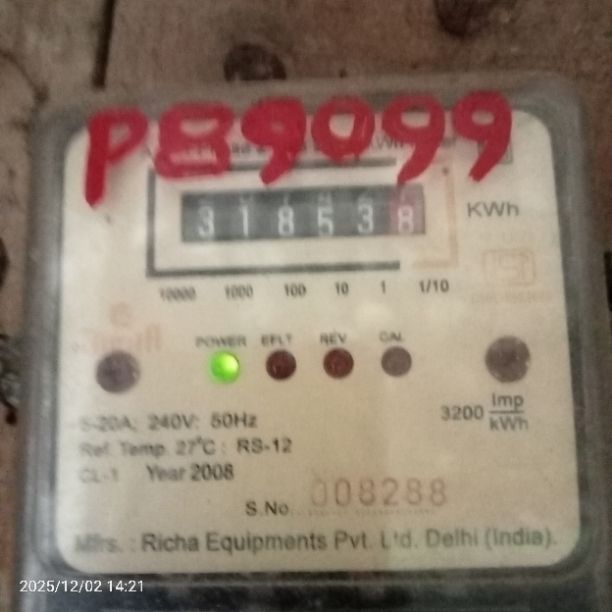 P89099
318538
KWh
10000 1000 100 10 1 1/10
POWER EFLT REV CAL
5-20A; 240V: 50Hz
3200 Imp/kWh
Ref. Temp. 27°C : RS-12
CL-1 Year 2008
S.No. 008288
Mfrs. : Richa Equipments Pvt. Ltd. Delhi (India).
2025/12/02 14:21